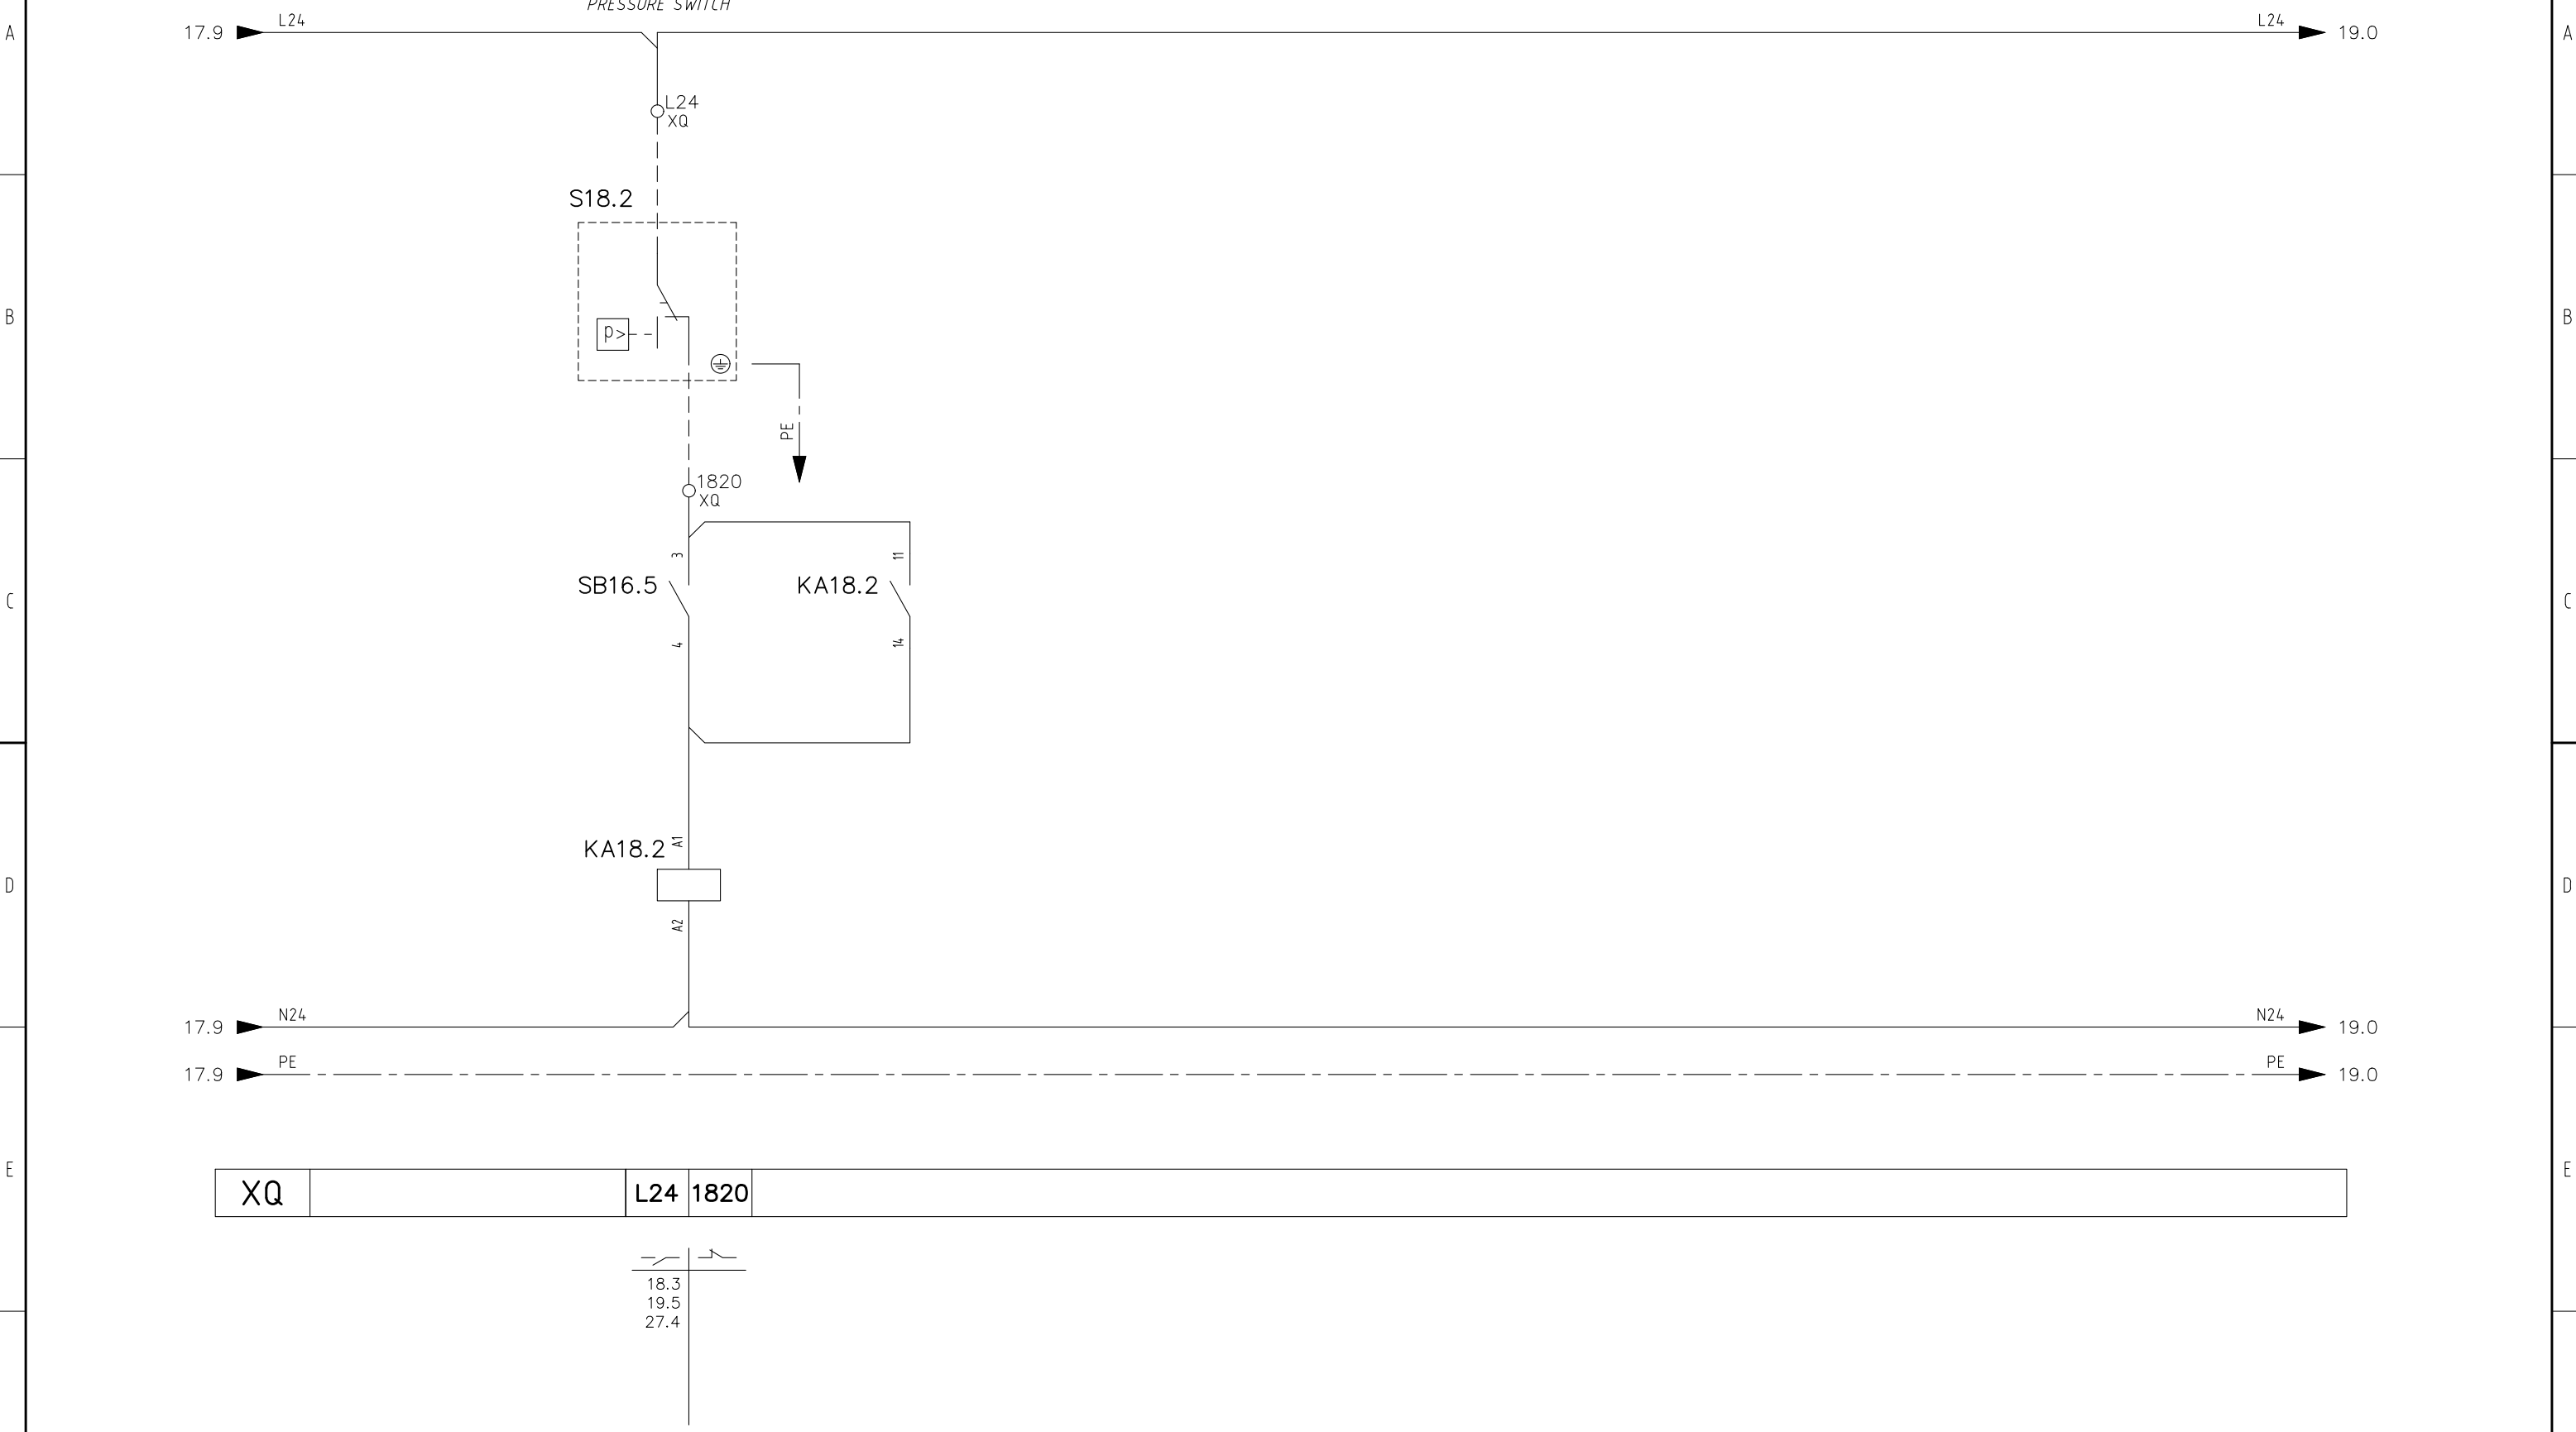 PRESSURE SWITCH
A
17.9
L24
L24
19.0
A
L24
XQ
S18.2
B
p>
B
PE
1820
XQ
3
11
SB16.5
KA18.2
C
C
4
14
A1
KA18.2
D
D
A2
17.9
N24
N24
19.0
17.9
PE
PE
19.0
E
XQ
L24
1820
E
18.3
19.5
27.4